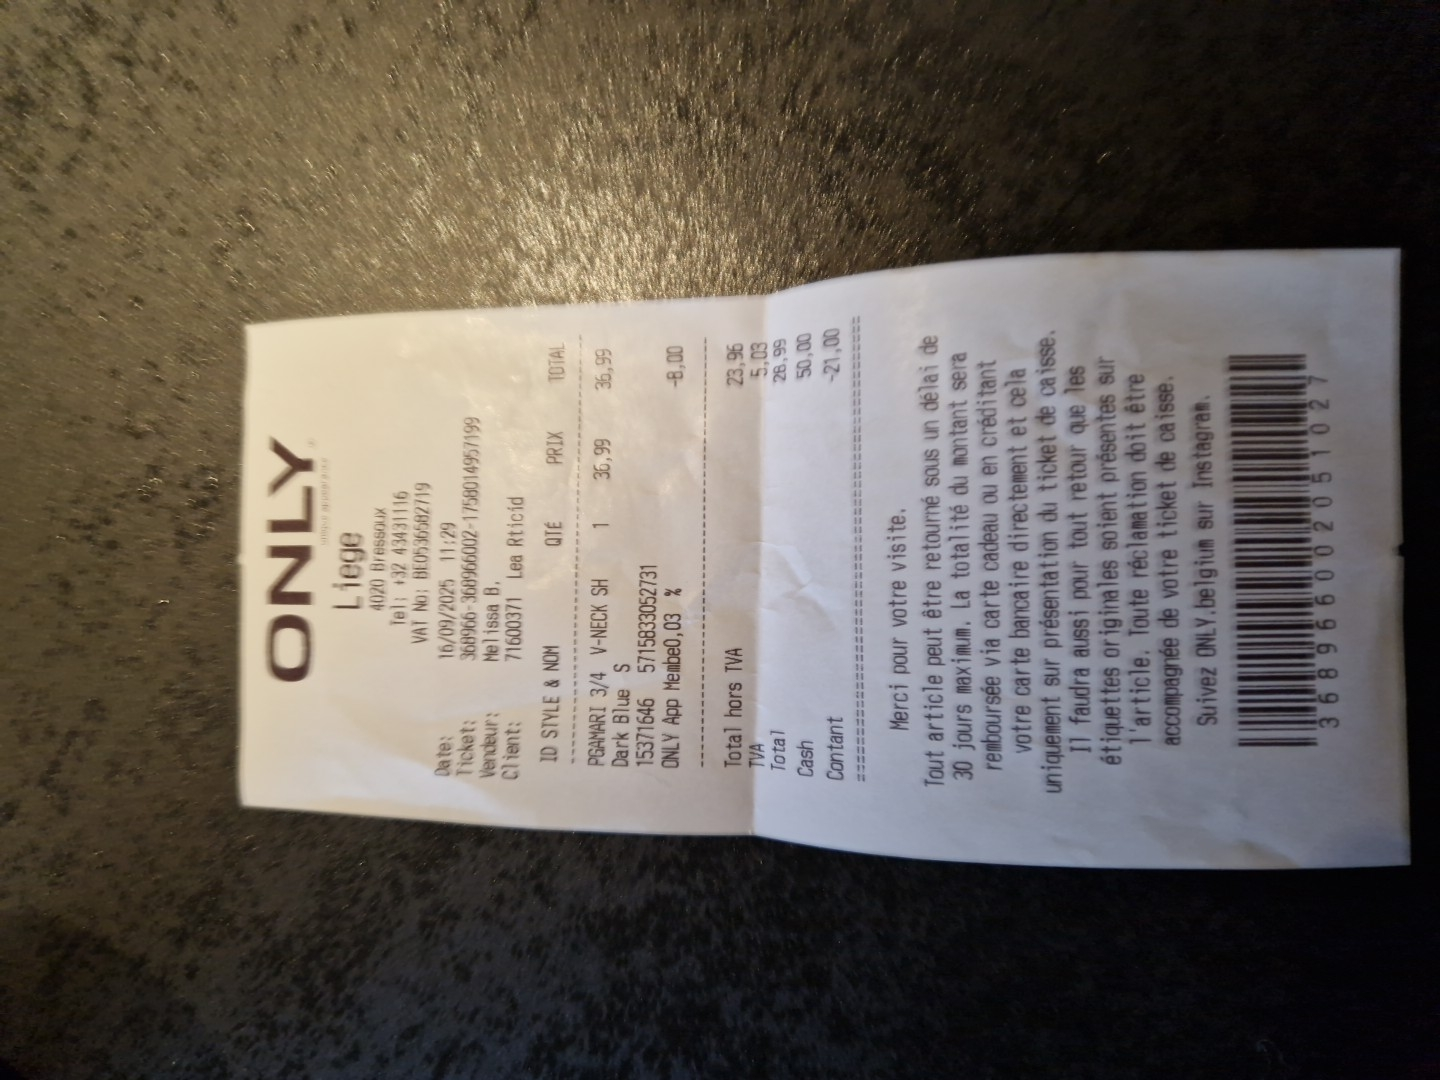 ONLY
Liege
4020 Bressoux
Tel: +32 43431116
VAT No: BE0536582719
Date: 16/09/2025 11:29
Ticket: 368966-368966002-1758014957199
Vendeur: Melissa B.
Client: 71600371 Lea Rticid
ID STYLE & NOM QTÉ PRIX TOTAL
PGAMARI 3/4 V-NECK SH 1 36,99 36,99
Dark Blue S
15371646 5715833052731
ONLY App Membe0,03 % -8,00
Total hors TVA 23,96
TVA 5,03
Total 28,99
Cash 50,00
Contant -21,00
Merci pour votre visite.
Tout article peut être retourné sous un délai de
30 jours maximum. La totalité du montant sera
remboursée via carte cadeau ou en créditant
votre carte bancaire directement et cela
uniquement sur présentation du ticket de caisse.
Il faudra aussi pour tout retour que les
étiquettes originales soient présentes sur
l'article. Toute réclamation doit être
accompagnée de votre ticket de caisse.
Suivez ONLY.belgium sur Instagram.
368966002051027